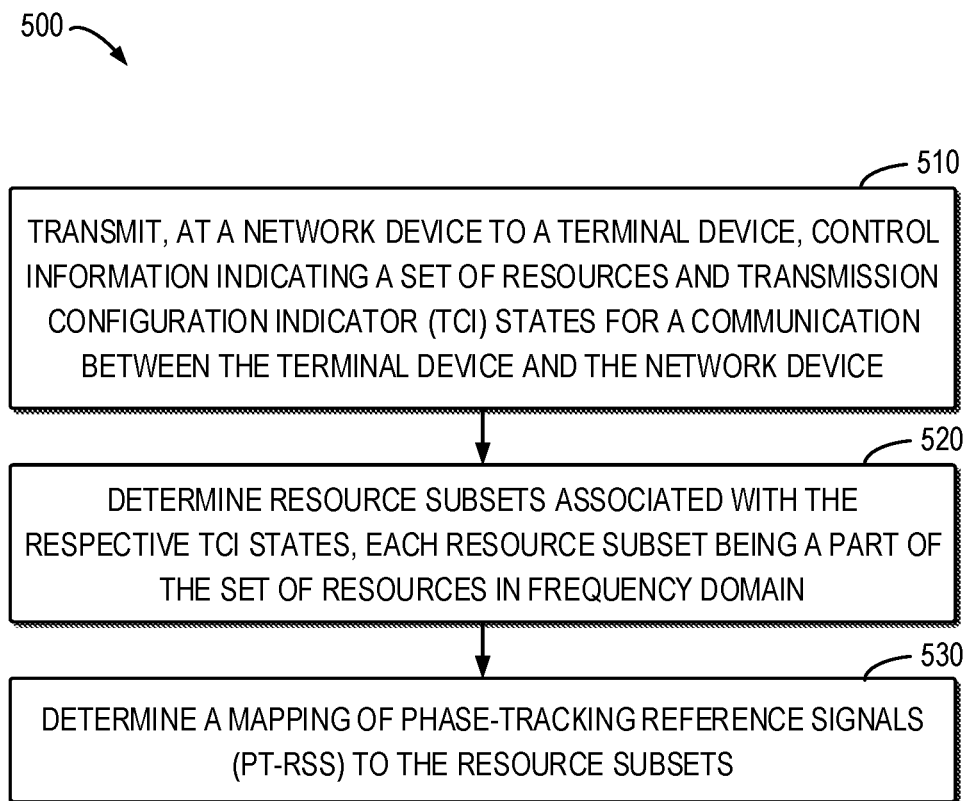 500
510
TRANSMIT, AT A NETWORK DEVICE TO A TERMINAL DEVICE, CONTROL
INFORMATION INDICATING A SET OF RESOURCES AND TRANSMISSION
CONFIGURATION INDICATOR (TCI) STATES FOR A COMMUNICATION
BETWEEN THE TERMINAL DEVICE AND THE NETWORK DEVICE
520
DETERMINE RESOURCE SUBSETS ASSOCIATED WITH THE
RESPECTIVE TCI STATES, EACH RESOURCE SUBSET BEING A PART OF
THE SET OF RESOURCES IN FREQUENCY DOMAIN
530
DETERMINE A MAPPING OF PHASE-TRACKING REFERENCE SIGNALS
(PT-RSS) TO THE RESOURCE SUBSETS